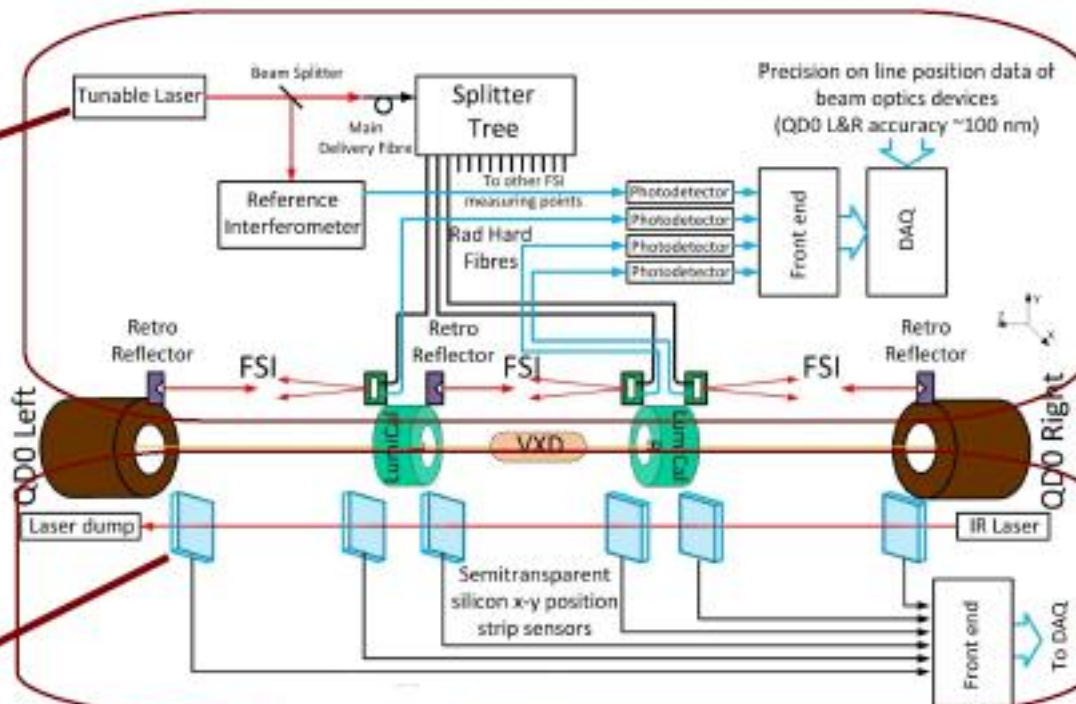 Tunable Laser
Beam Splitter
Main
Delivery Fibre
Splitter
Tree
To other FSI
measuring points
Precision on line position data of
beam optics devices
(QD0 L&R accuracy ~100 nm)
Reference
Interferometer
Rad Hard
Fibres
Photodetector
Photodetector
Photodetector
Photodetector
Front end
DAQ
Y
Z
X
Retro
Reflector
FSI
Retro
Reflector
FSI
FSI
Retro
Reflector
QD0 Left
LumiCal
VXD
LumiCal
QD0 Right
Laser dump
IR Laser
Semitransparent
silicon x-y position
strip sensors
Front end
To DAQ